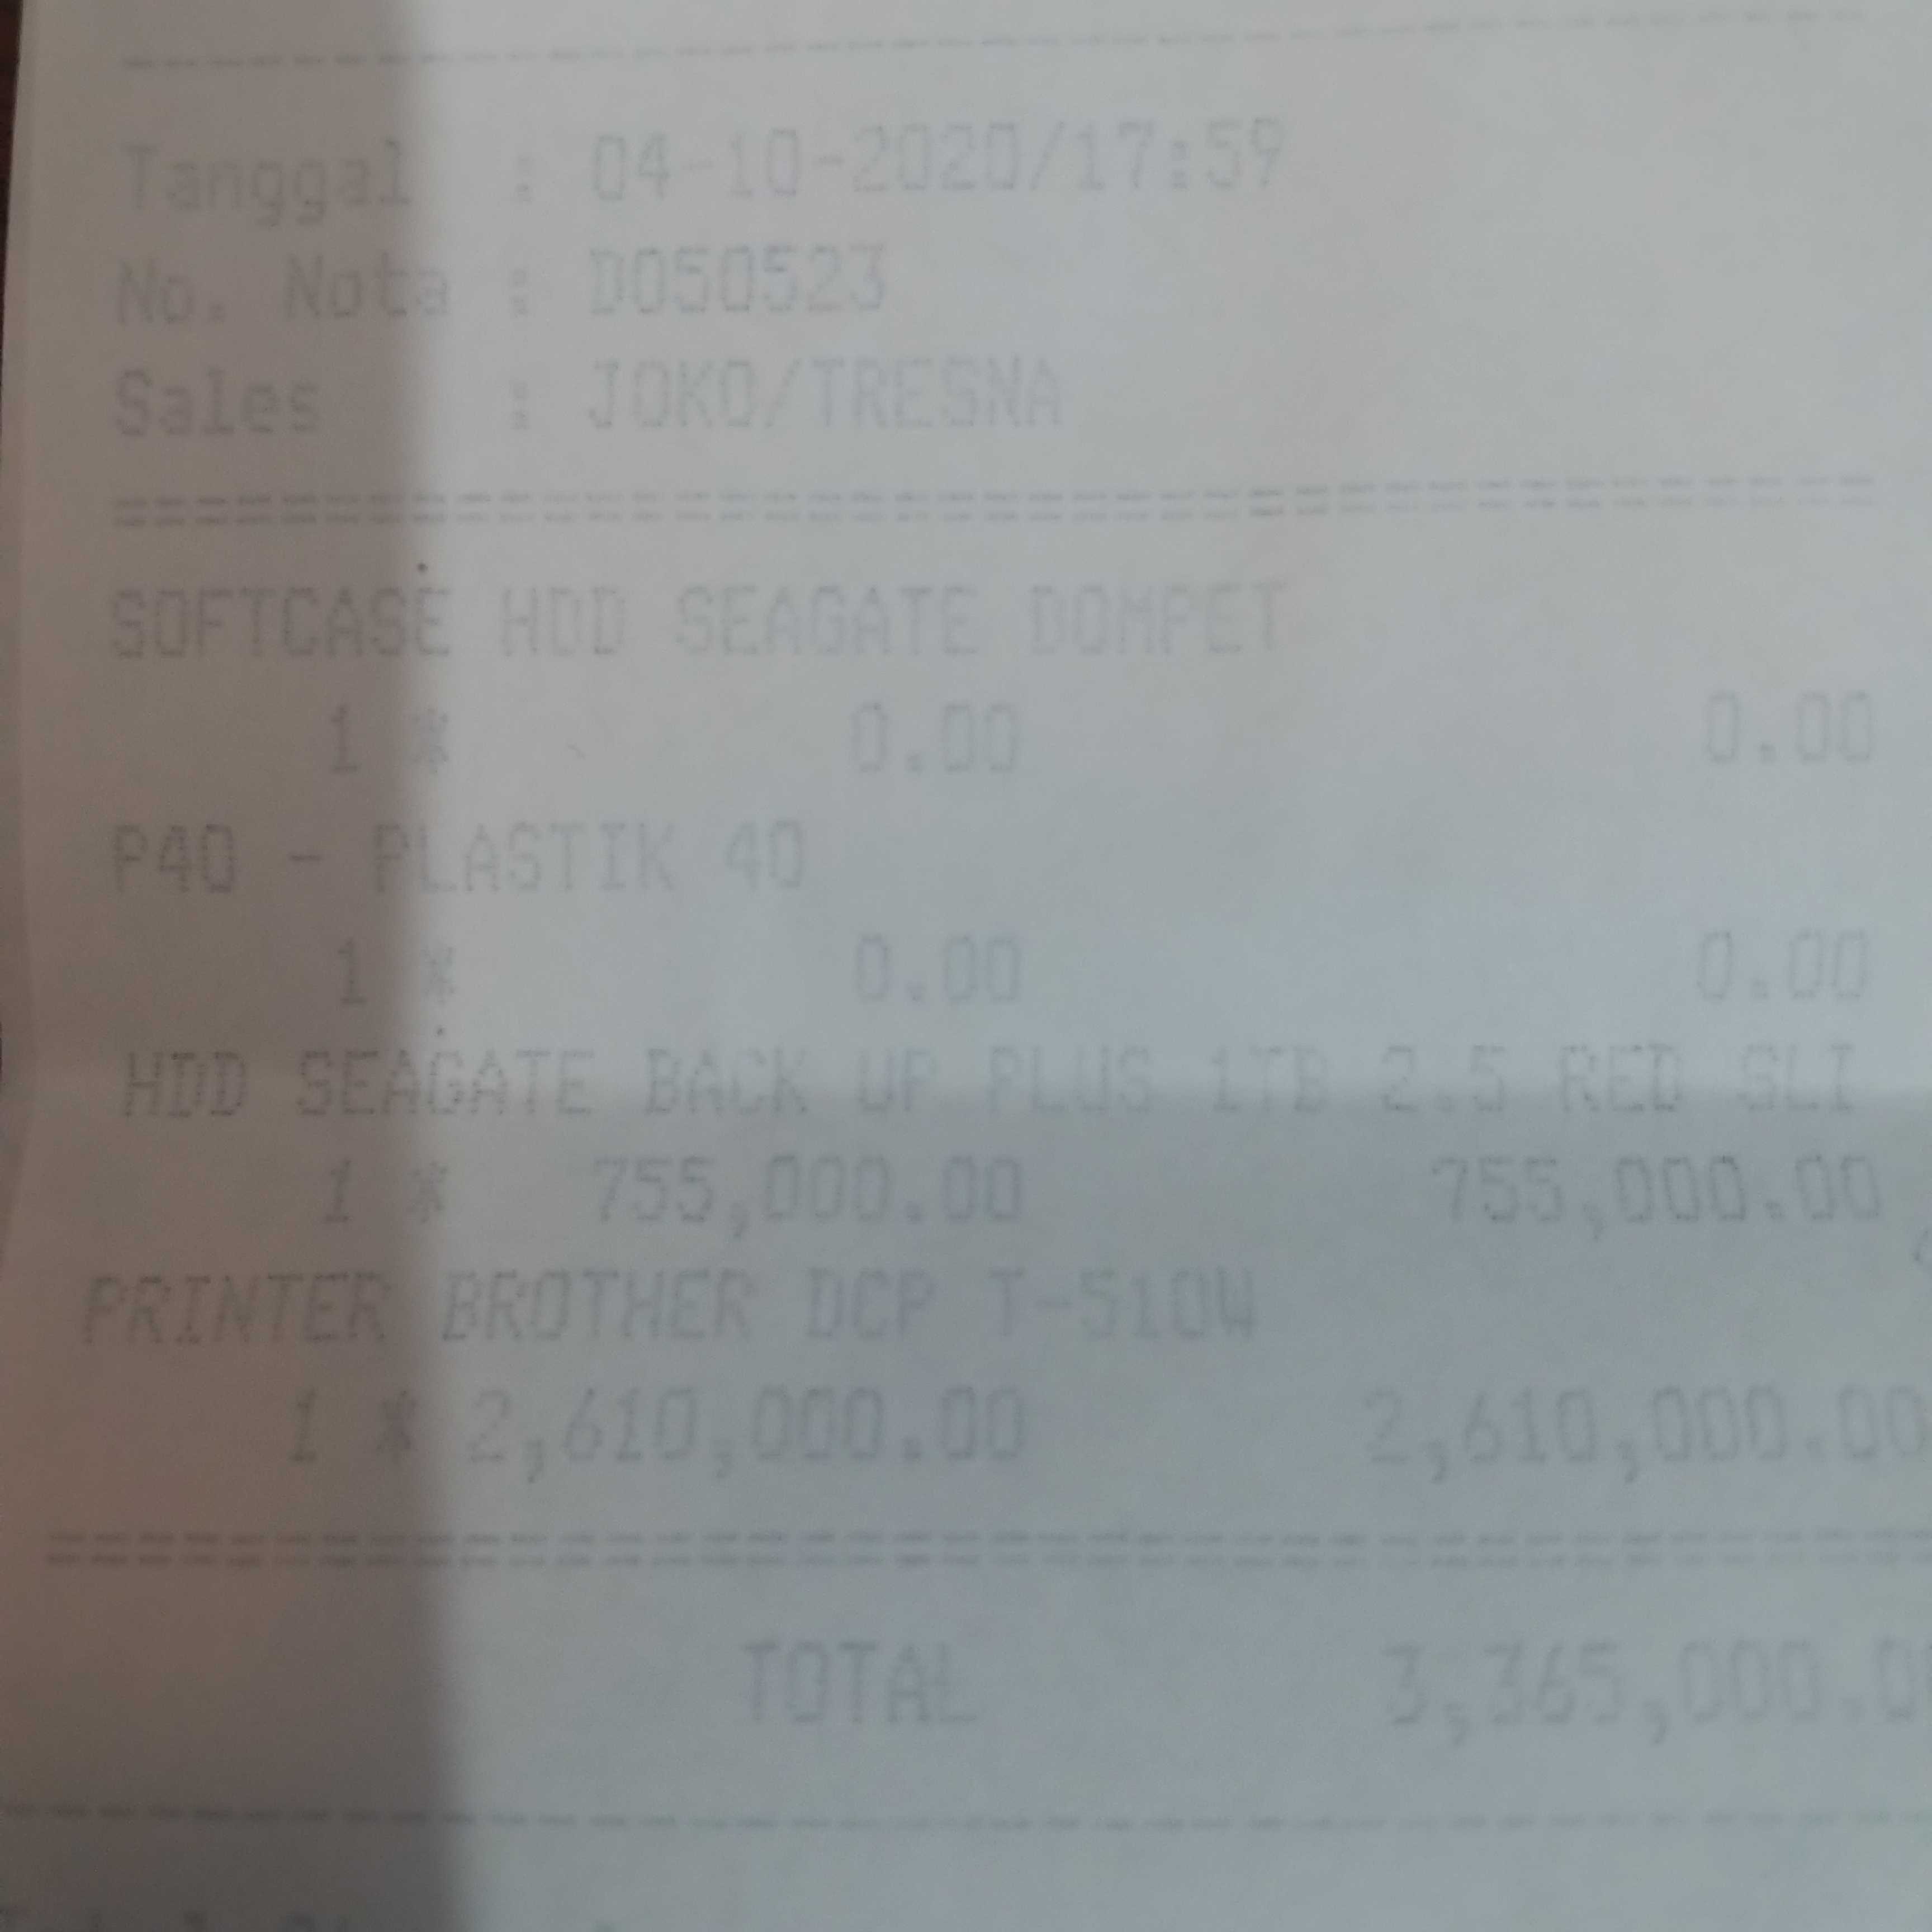 Tanggal : 04-10-2020/17:59
No. Nota : D050523
Sales : JOKO/TRESNA
SOFTCASE HDD SEAGATE DOMPET
1 * 0.00 0.00
P40 - PLASTIK 40
1 * 0.00 0.00
HDD SEAGATE BACK UP PLUS 1TB 2.5 RED SLI
1 * 755,000.00 755,000.00
PRINTER BROTHER DCP T-510W
1 * 2,610,000.00 2,610,000.00
TOTAL 3,365,000.0